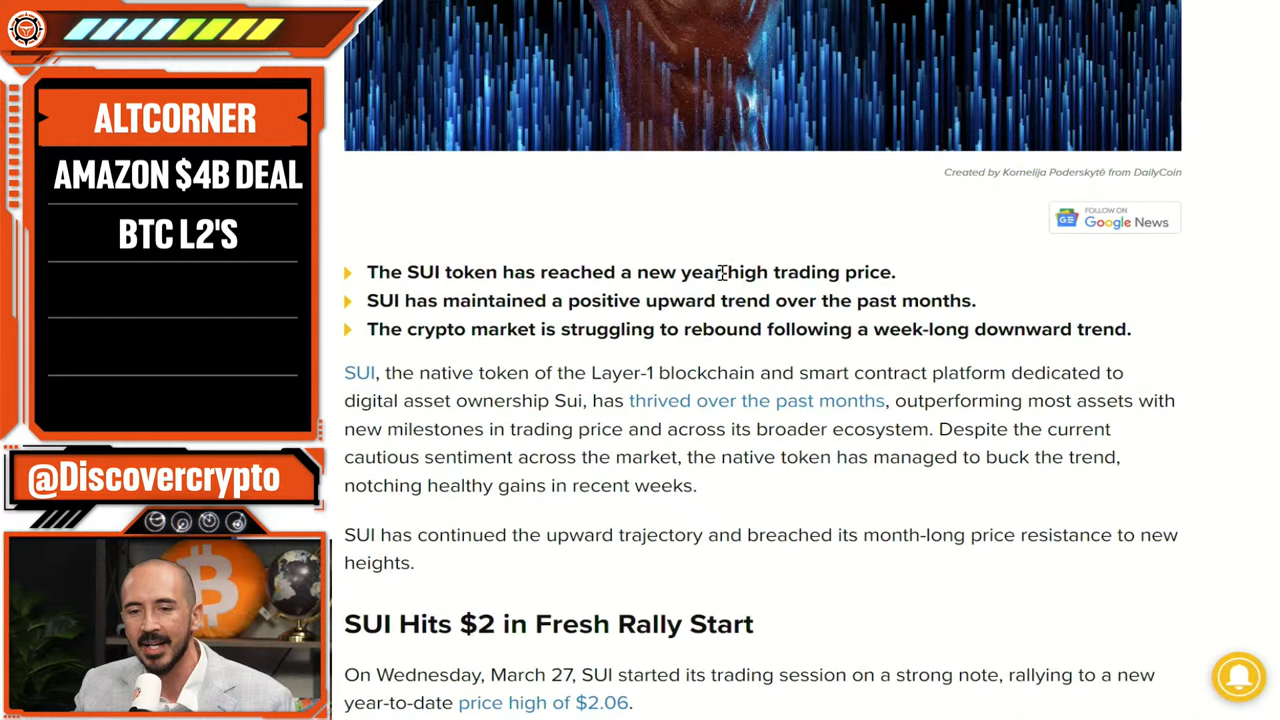 ALTCORNER
AMAZON $4B DEAL
BTC L2'S
@Discovercrypto
Created by Kornelija Poderskytė from DailyCoin
FOLLOW ON
Google News
The SUI token has reached a new year-high trading price.
SUI has maintained a positive upward trend over the past months.
The crypto market is struggling to rebound following a week-long downward trend.
SUI, the native token of the Layer-1 blockchain and smart contract platform dedicated to
digital asset ownership Sui, has thrived over the past months, outperforming most assets with
new milestones in trading price and across its broader ecosystem. Despite the current
cautious sentiment across the market, the native token has managed to buck the trend,
notching healthy gains in recent weeks.
SUI has continued the upward trajectory and breached its month-long price resistance to new
heights.
SUI Hits $2 in Fresh Rally Start
On Wednesday, March 27, SUI started its trading session on a strong note, rallying to a new
year-to-date price high of $2.06.